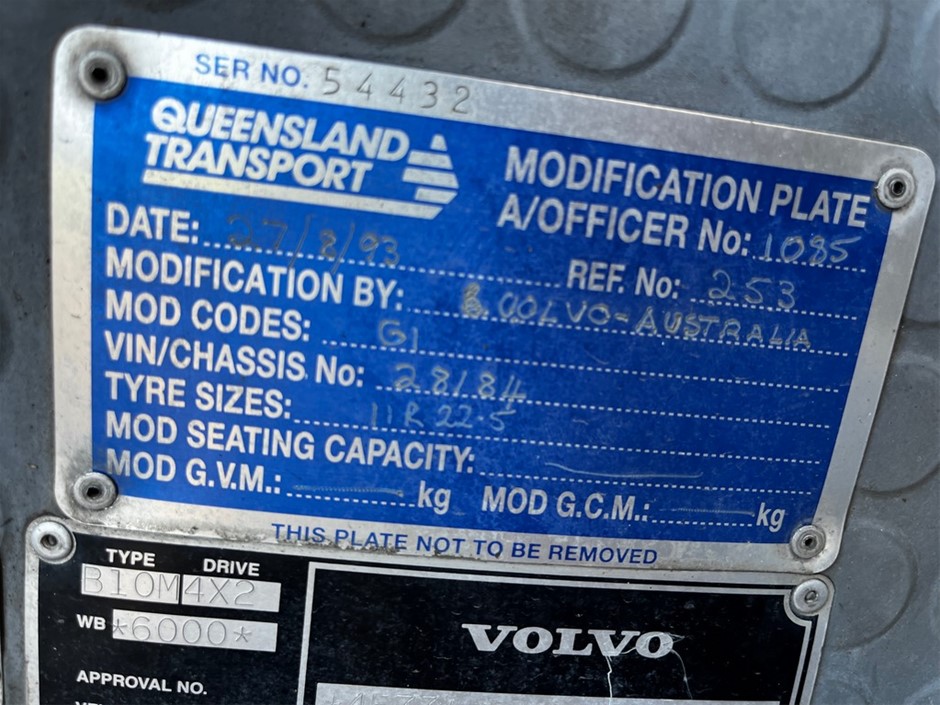 SER NO. 54432
QUEENSLAND
TRANSPORT
MODIFICATION PLATE
A/OFFICER No: 1085
DATE: 27/8/93
REF. No: 253
MODIFICATION BY: VOLVO-AUSTRALIA
MOD CODES: G1
VIN/CHASSIS No: 28184
TYRE SIZES: 11R22.5
MOD SEATING CAPACITY:
MOD G.V.M.: kg MOD G.C.M.: kg
THIS PLATE NOT TO BE REMOVED
TYPE DRIVE
B10M 4X2
WB *6000*
VOLVO
APPROVAL NO.